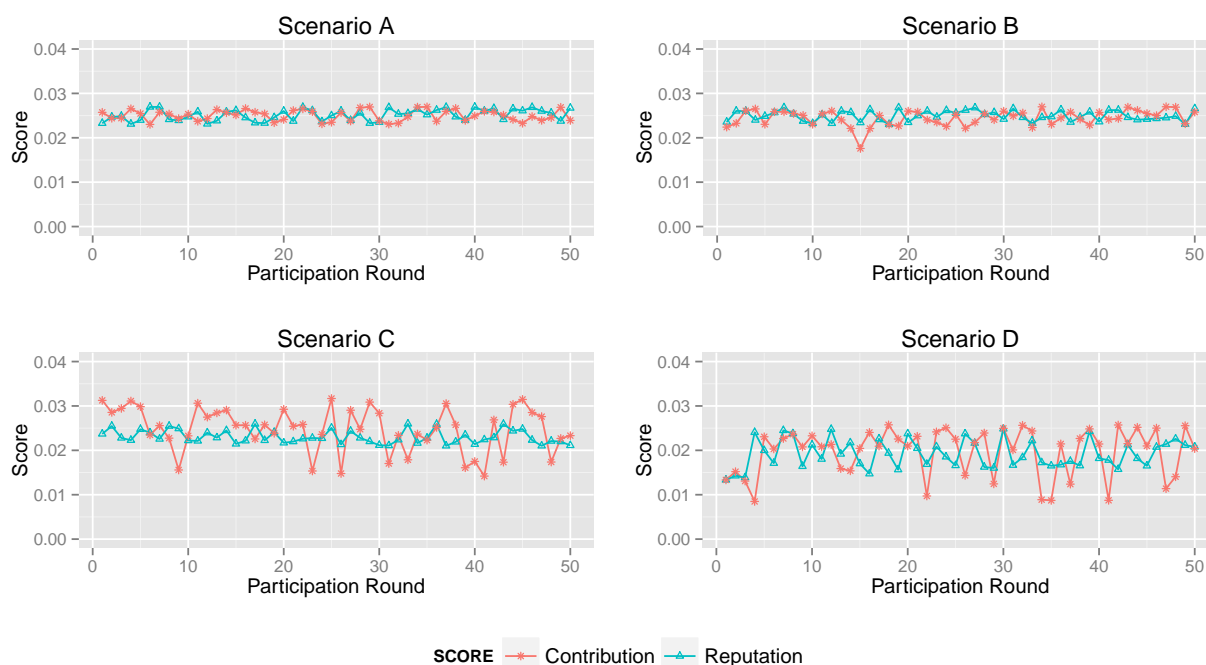 Scenario A
Score
0.04
0.03
0.02
0.01
0.00
0 10 20 30 40 50
Participation Round
Scenario B
Score
0.04
0.03
0.02
0.01
0.00
0 10 20 30 40 50
Participation Round
Scenario C
Score
0.04
0.03
0.02
0.01
0.00
0 10 20 30 40 50
Participation Round
Scenario D
Score
0.04
0.03
0.02
0.01
0.00
0 10 20 30 40 50
Participation Round
SCORE Contribution Reputation